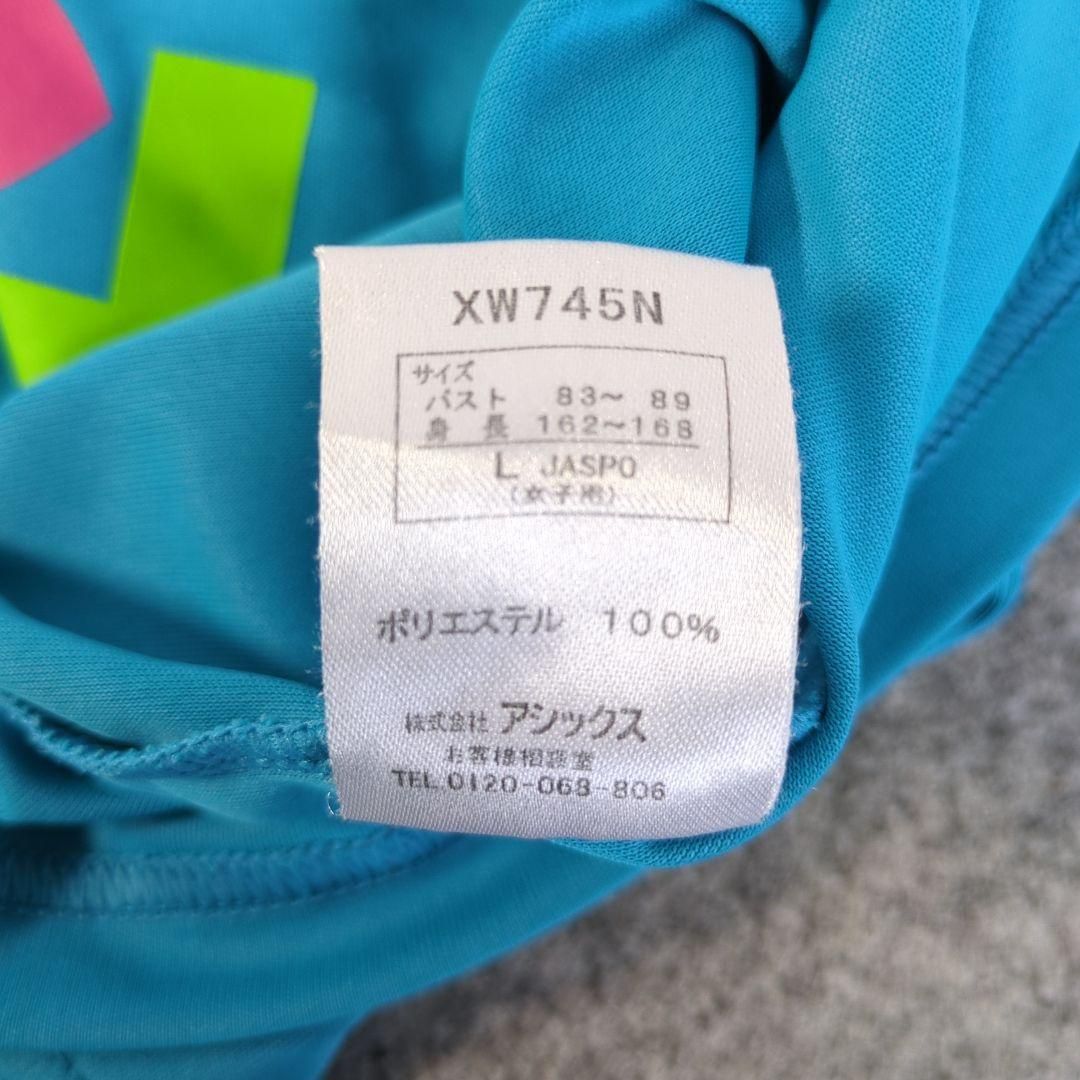 XW745N
サイズ
バスト 83〜 89
身 長 162〜168
L JASPO
(女子用)
ポリエステル 100%
株式会社 アシックス
お客様相談室
TEL.0120-068-806